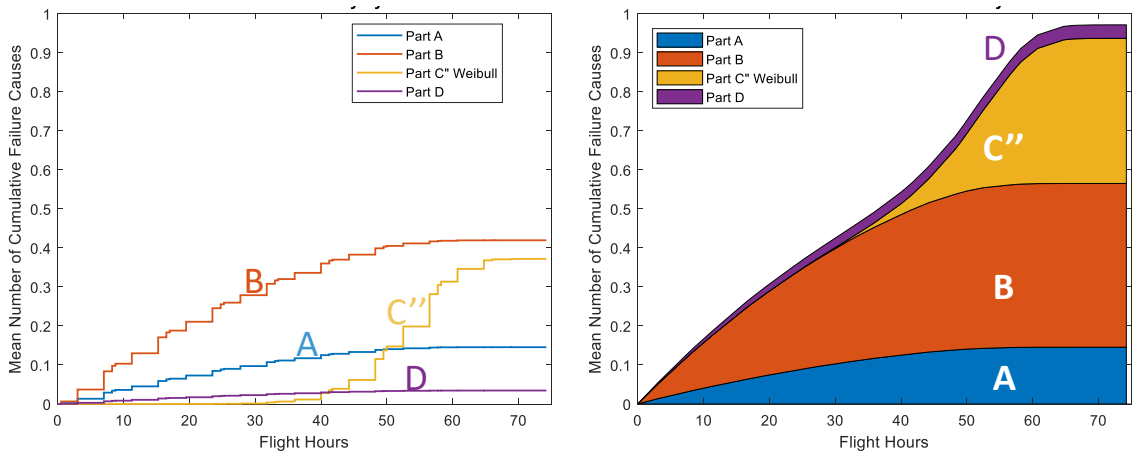 Mean Number of Cumulative Failure Causes
1
0.9
0.8
0.7
0.6
0.5
0.4
0.3
0.2
0.1
0
Part A
Part B
Part C" Weibull
Part D
B
C’’
A
D
0 10 20 30 40 50 60 70
Flight Hours
Mean Number of Cumulative Failure Causes
1
0.9
0.8
0.7
0.6
0.5
0.4
0.3
0.2
0.1
0
Part A
Part B
Part C" Weibull
Part D
D
C’’
B
A
0 10 20 30 40 50 60 70
Flight Hours